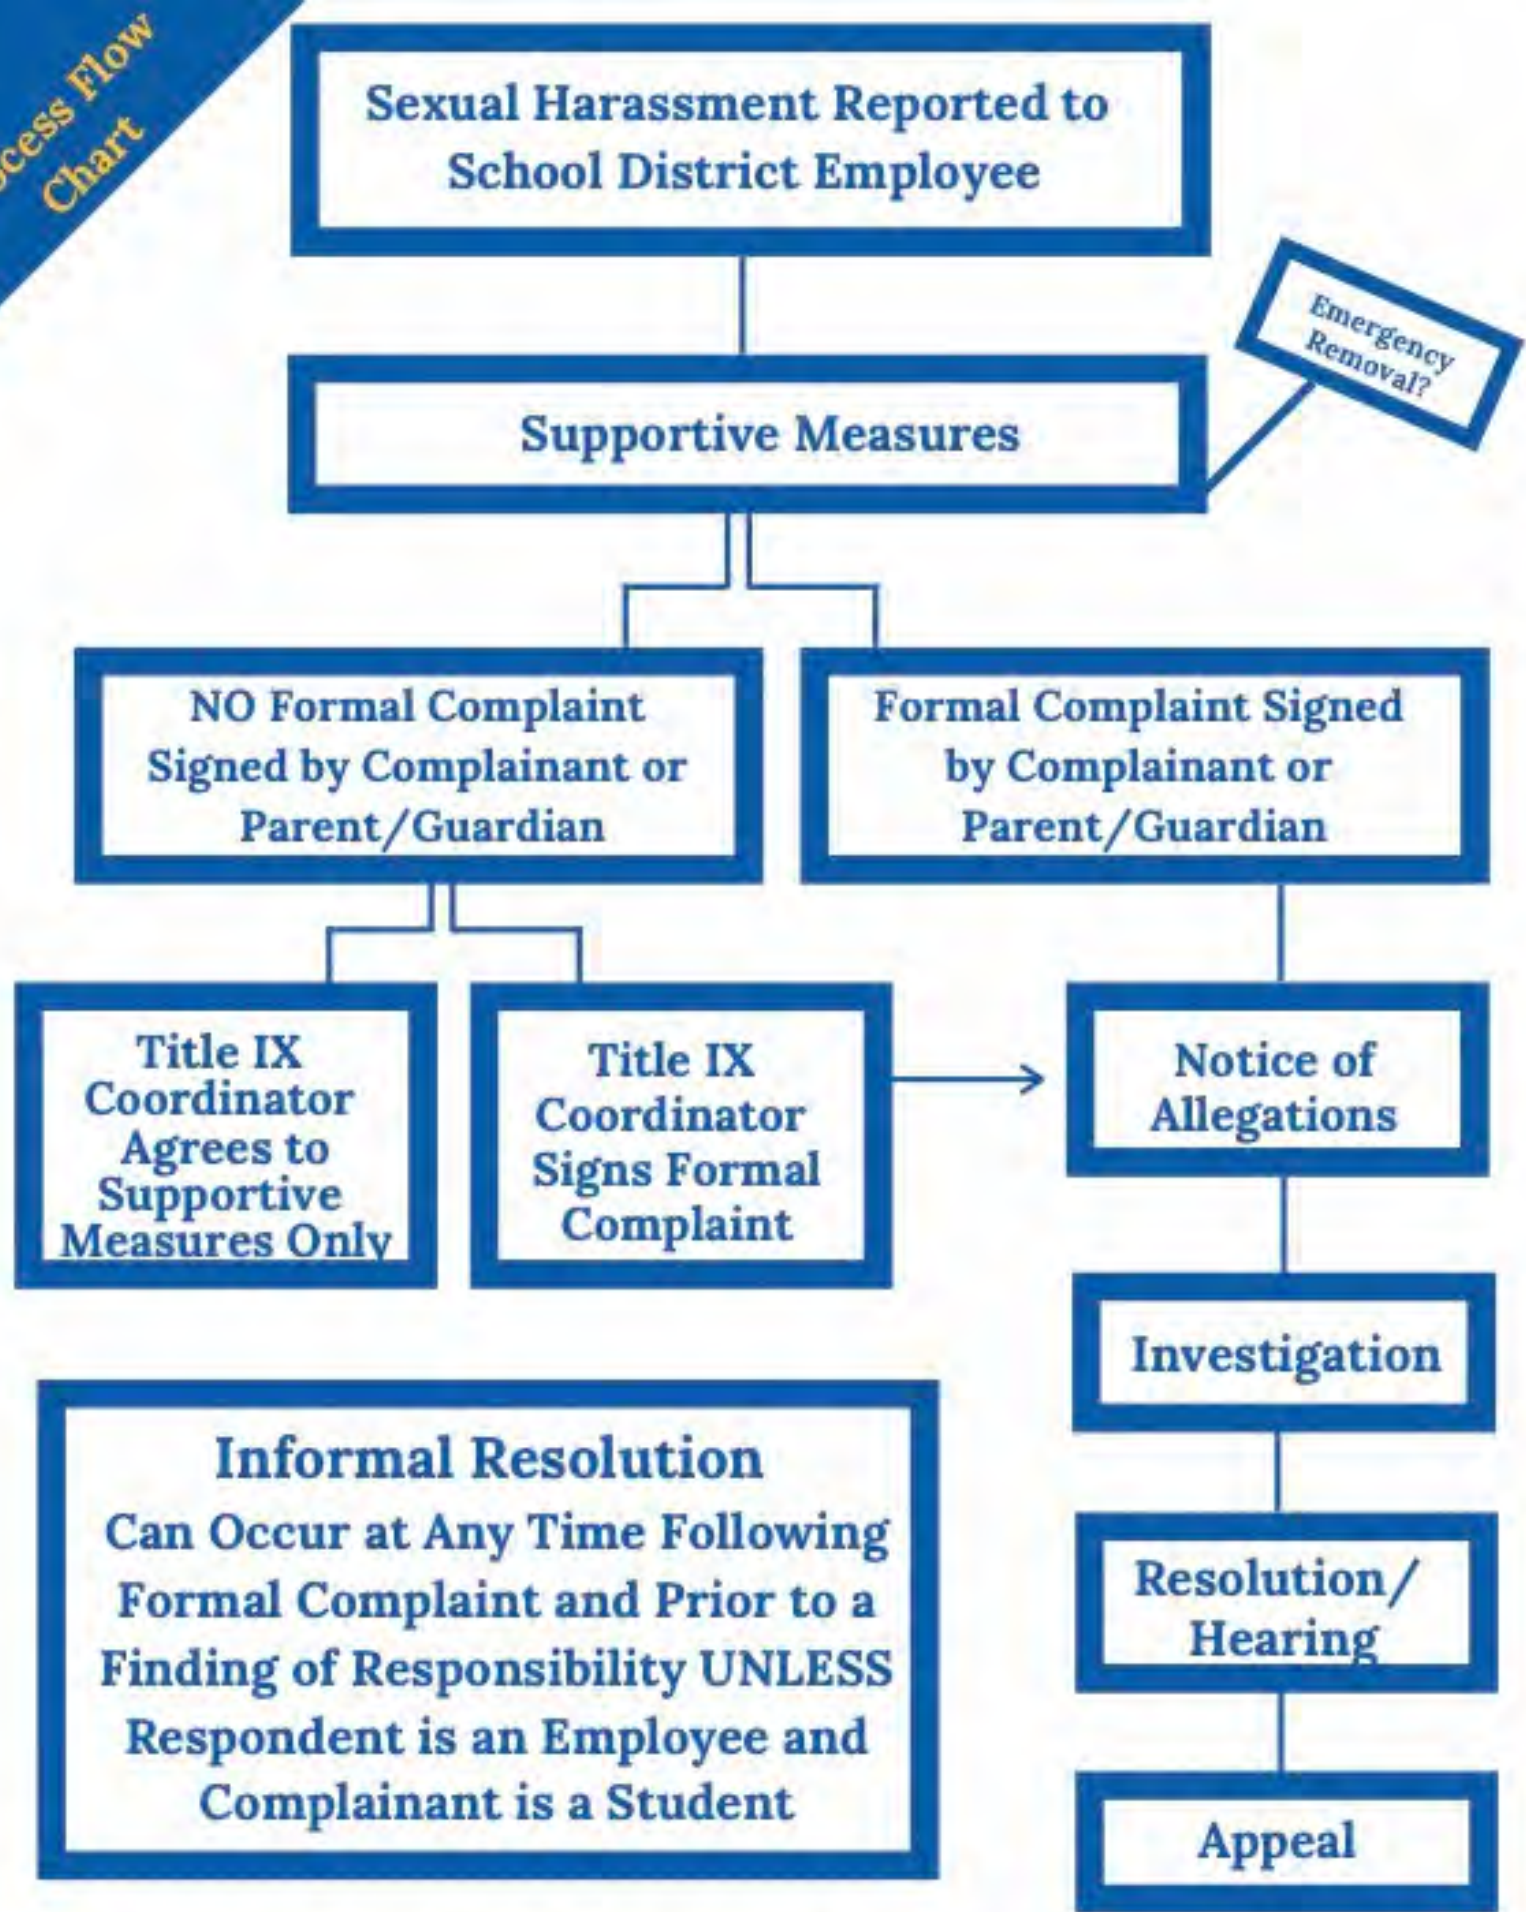 Flow
Chart
Sexual Harassment Reported to
School District Employee
Emergency
Removal?
Supportive Measures
NO Formal Complaint
Signed by Complainant or
Parent/Guardian
Formal Complaint Signed
by Complainant or
Parent/Guardian
Title IX
Coordinator
Agrees to
Supportive
Measures Only
Title IX
Coordinator
Signs Formal
Complaint
Notice of
Allegations
Investigation
Informal Resolution
Can Occur at Any Time Following
Formal Complaint and Prior to a
Finding of Responsibility UNLESS
Respondent is an Employee and
Complainant is a Student
Resolution/
Hearing
Appeal